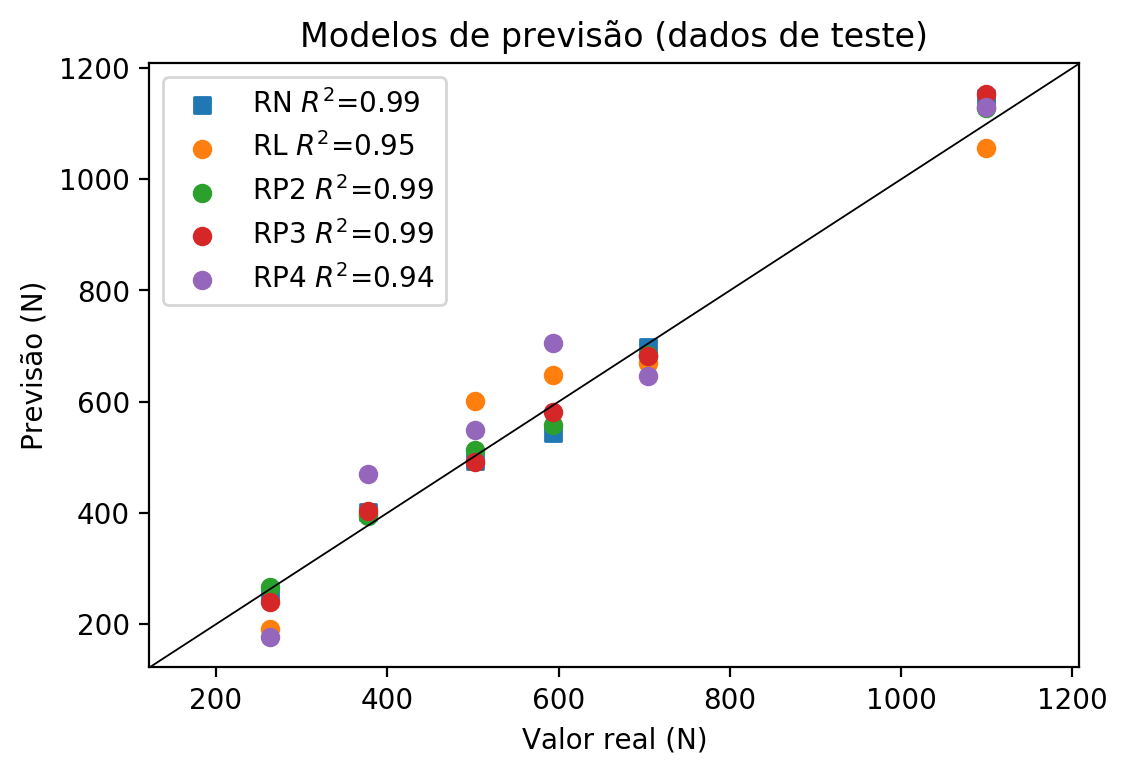 Modelos de previsão (dados de teste)
RN R²=0.99
RL R²=0.95
RP2 R²=0.99
RP3 R²=0.99
RP4 R²=0.94
1200
1000
800
600
400
200
Previsão (N)
200 400 600 800 1000 1200
Valor real (N)